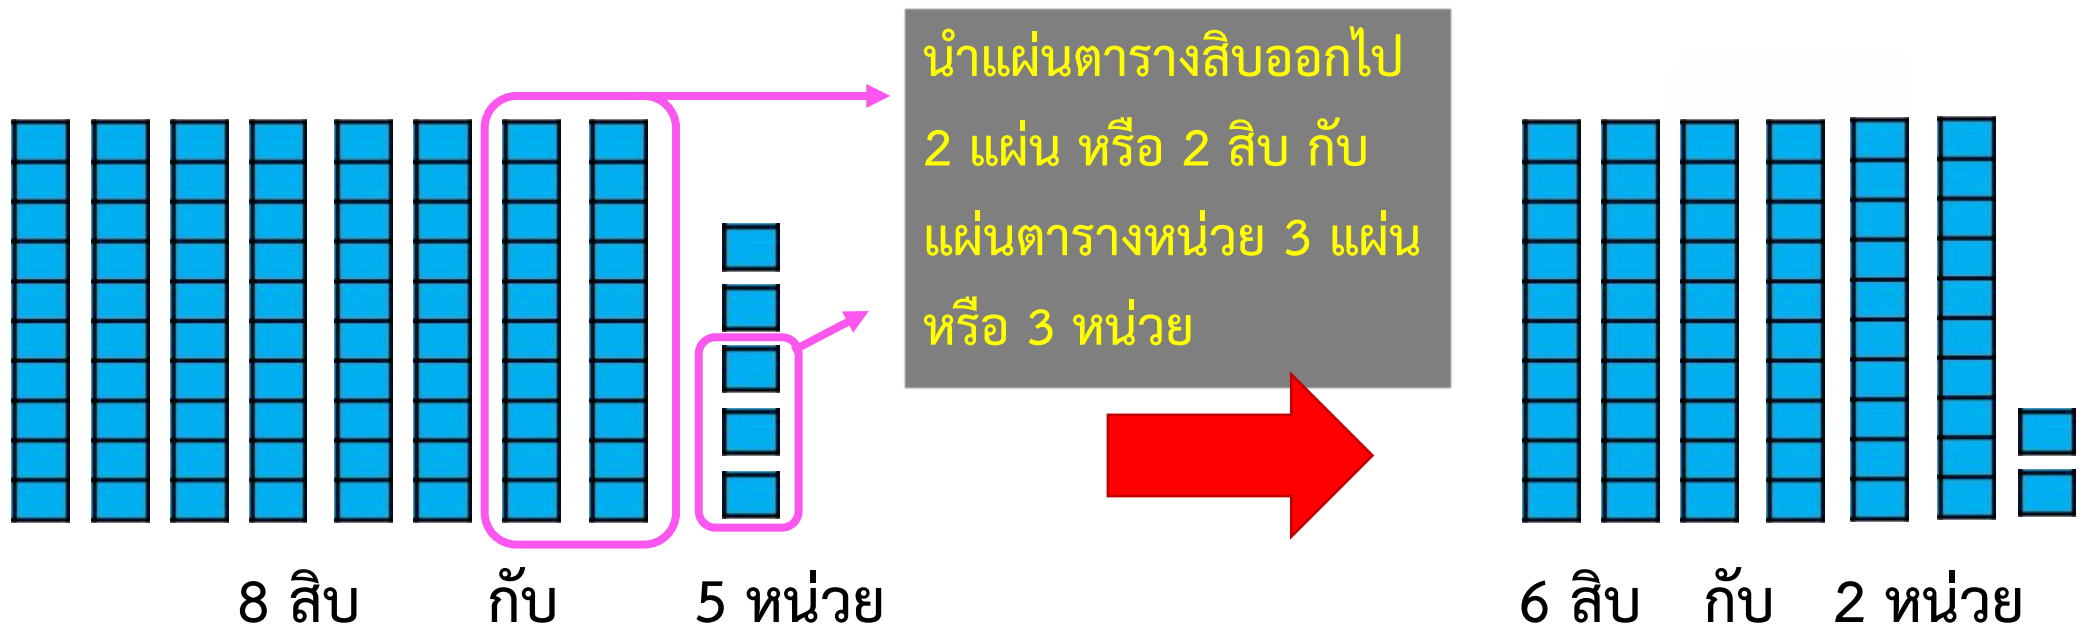 นำแผ่นตารางสิบออกไป
2 แผ่น หรือ 2 สิบ กับ
แผ่นตารางหน่วย 3 แผ่น
หรือ 3 หน่วย
8 สิบ กับ 5 หน่วย
6 สิบ กับ 2 หน่วย